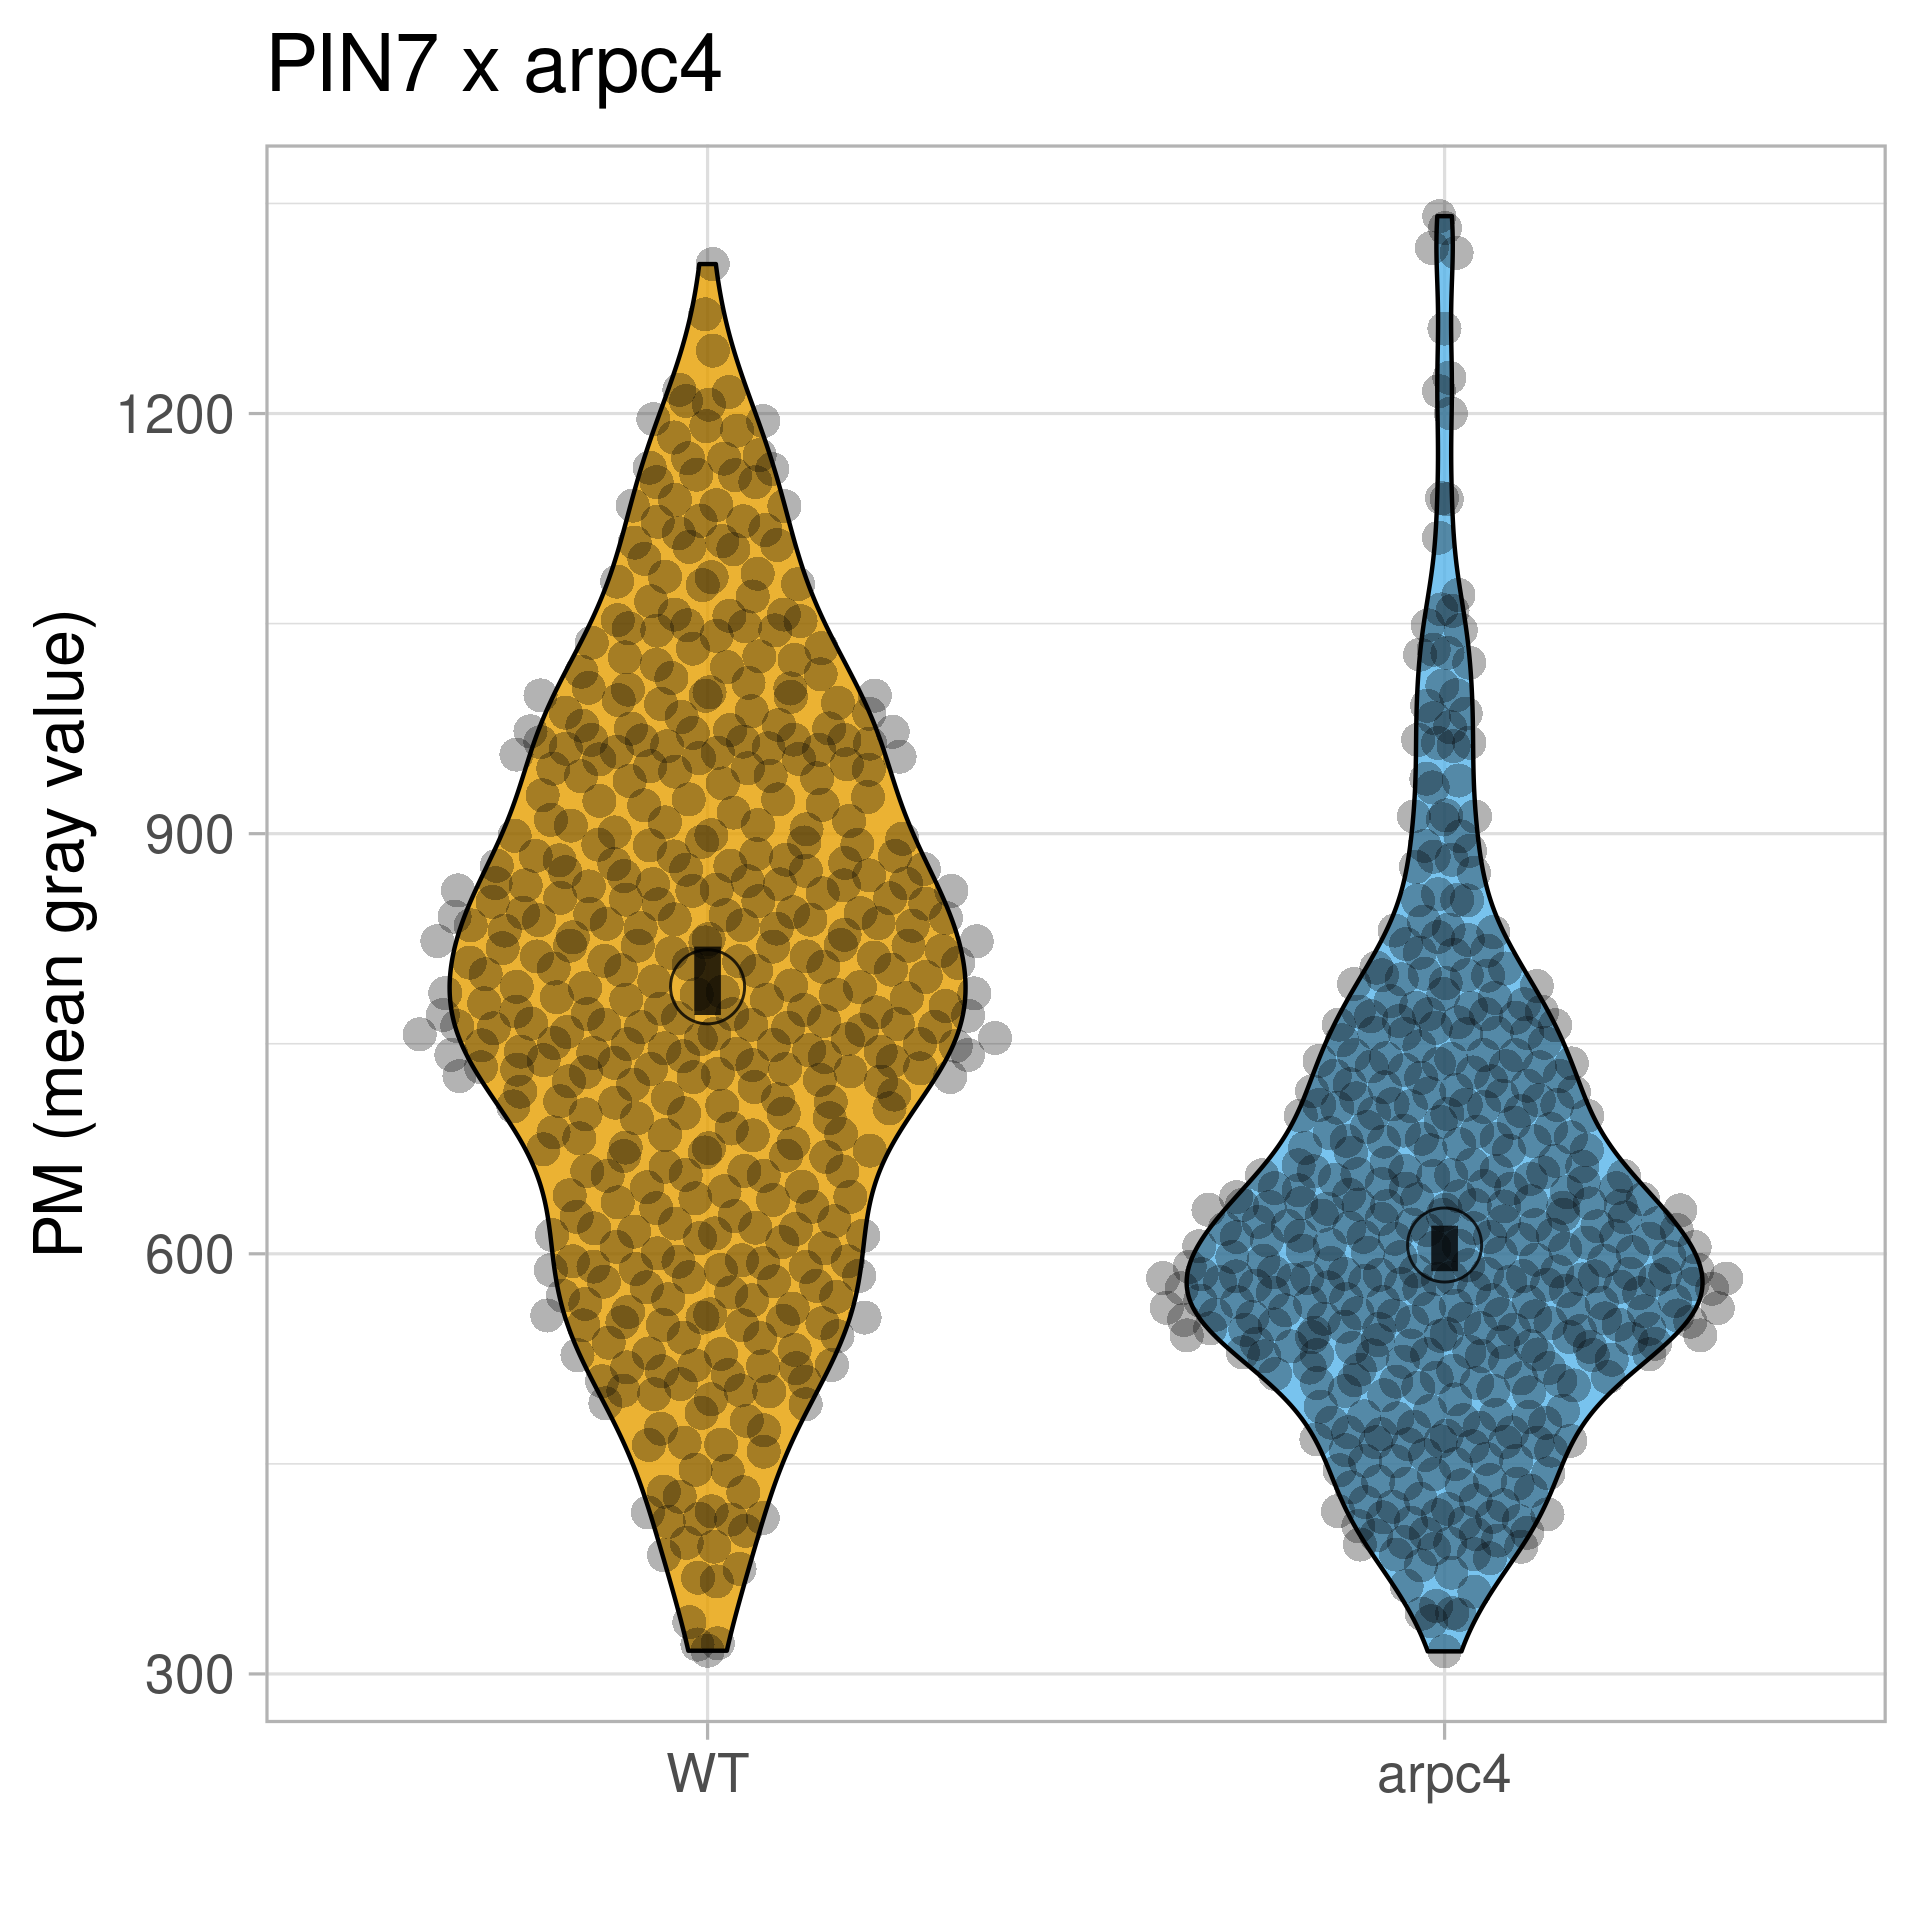 PIN7 x arpc4
PM (mean gray value)
1200
900
600
300
WT
arpc4